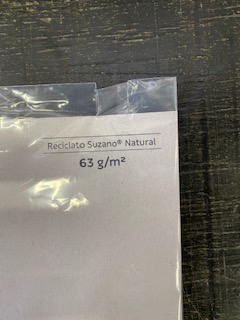 Reciclato Suzano® Natural
63 g/m²